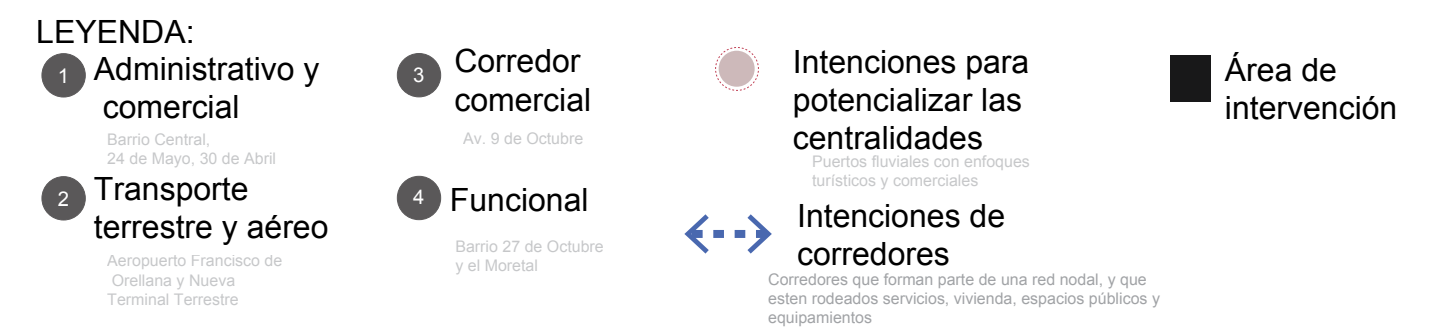 LEYENDA:
1
Administrativo y
comercial
Barrio Central,
24 de Mayo, 30 de Abril
2
Transporte
terrestre y aéreo
Aeropuerto Francisco de
Orellana y Nueva
Terminal Terrestre
3
Corredor
comercial
Av. 9 de Octubre
4
Funcional
Barrio 27 de Octubre
y el Moretal
Intenciones para
potencializar las
centralidades
Puertos fluviales con enfoques
turísticos y comerciales
Intenciones de
corredores
Corredores que forman parte de una red nodal, y que
esten rodeados servicios, vivienda, espacios públicos y
equipamientos
Área de
intervención